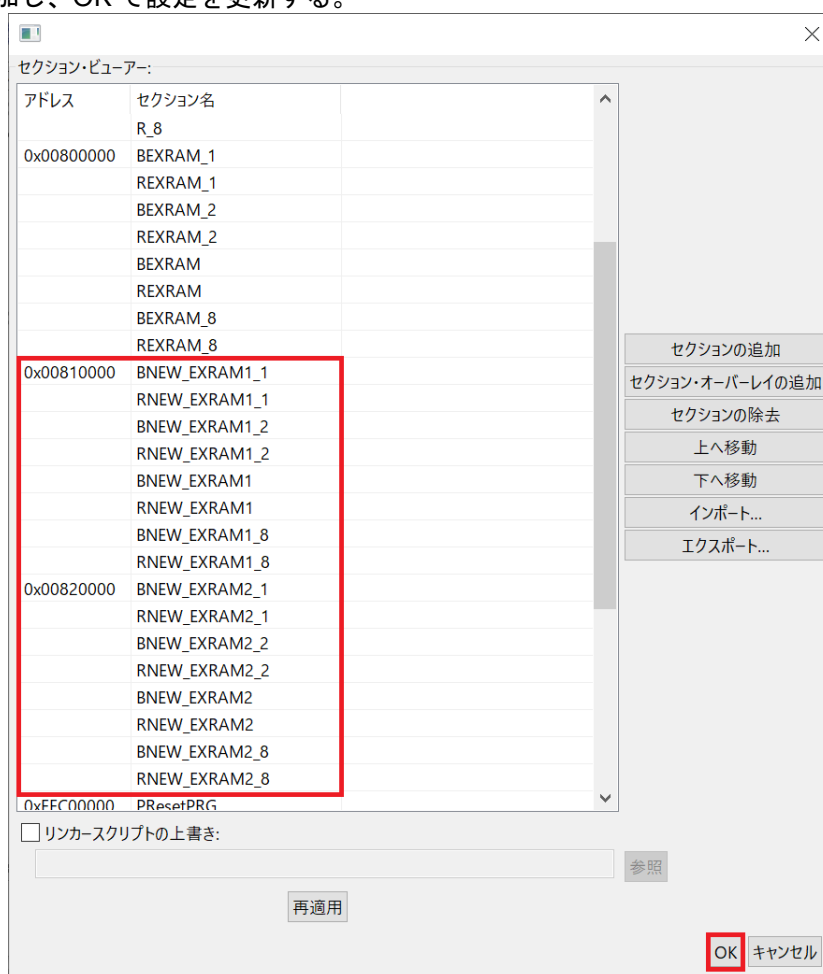 加し、OK で設定を更新する。
セクション・ビューアー:
アドレス セクション名
R_8
0x00800000 BEXRAM_1
REXRAM_1
BEXRAM_2
REXRAM_2
BEXRAM
REXRAM
BEXRAM_8
REXRAM_8
0x00810000 BNEW_EXRAM1_1
RNEW_EXRAM1_1
BNEW_EXRAM1_2
RNEW_EXRAM1_2
BNEW_EXRAM1
RNEW_EXRAM1
BNEW_EXRAM1_8
RNEW_EXRAM1_8
0x00820000 BNEW_EXRAM2_1
RNEW_EXRAM2_1
BNEW_EXRAM2_2
RNEW_EXRAM2_2
BNEW_EXRAM2
RNEW_EXRAM2
BNEW_EXRAM2_8
RNEW_EXRAM2_8
0xFFC00000 PResetPRG
セクションの追加
セクション・オーバーレイの追加
セクションの除去
上へ移動
下へ移動
インポート...
エクスポート...
リンカースクリプトの上書き:
参照
再適用
OK キャンセル